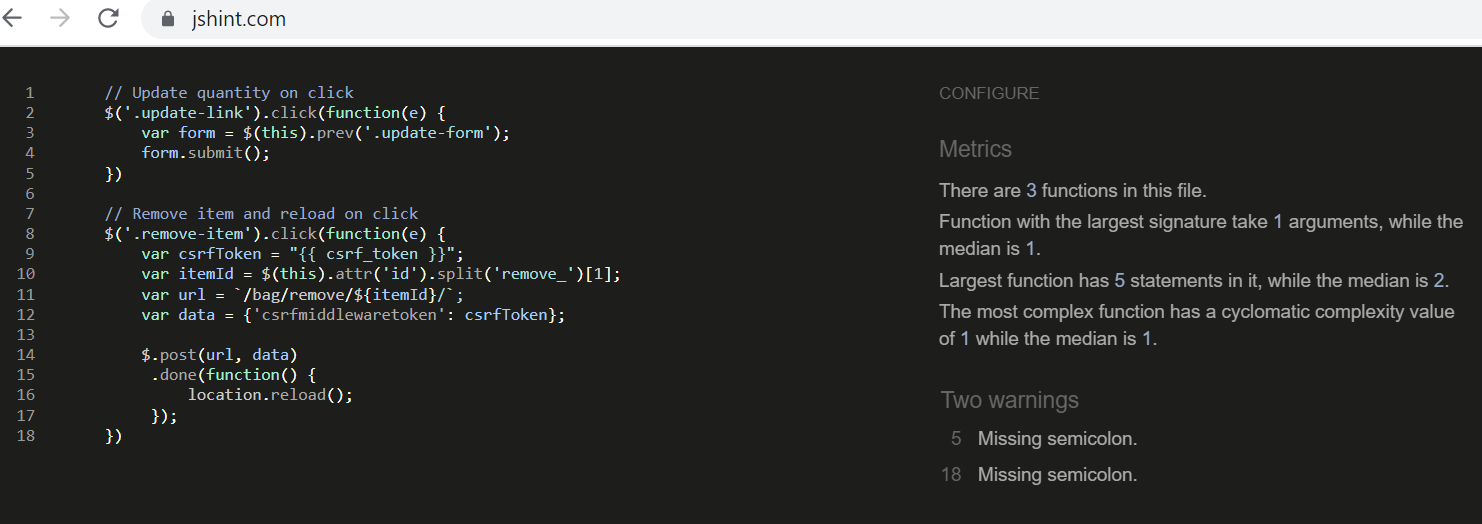 jshint.com
1 // Update quantity on click
2 $('.update-link').click(function(e) {
3 var form = $(this).prev('.update-form');
4 form.submit();
5 })
6
7 // Remove item and reload on click
8 $('.remove-item').click(function(e) {
9 var csrfToken = "{{ csrf_token }}";
10 var itemId = $(this).attr('id').split('remove_')[1];
11 var url = `/bag/remove/${itemId}/`;
12 var data = {'csrfmiddlewaretoken': csrfToken};
13
14 $.post(url, data)
15 .done(function() {
16 location.reload();
17 });
18 })
CONFIGURE
Metrics
There are 3 functions in this file.
Function with the largest signature take 1 arguments, while the
median is 1.
Largest function has 5 statements in it, while the median is 2.
The most complex function has a cyclomatic complexity value
of 1 while the median is 1.
Two warnings
5 Missing semicolon.
18 Missing semicolon.